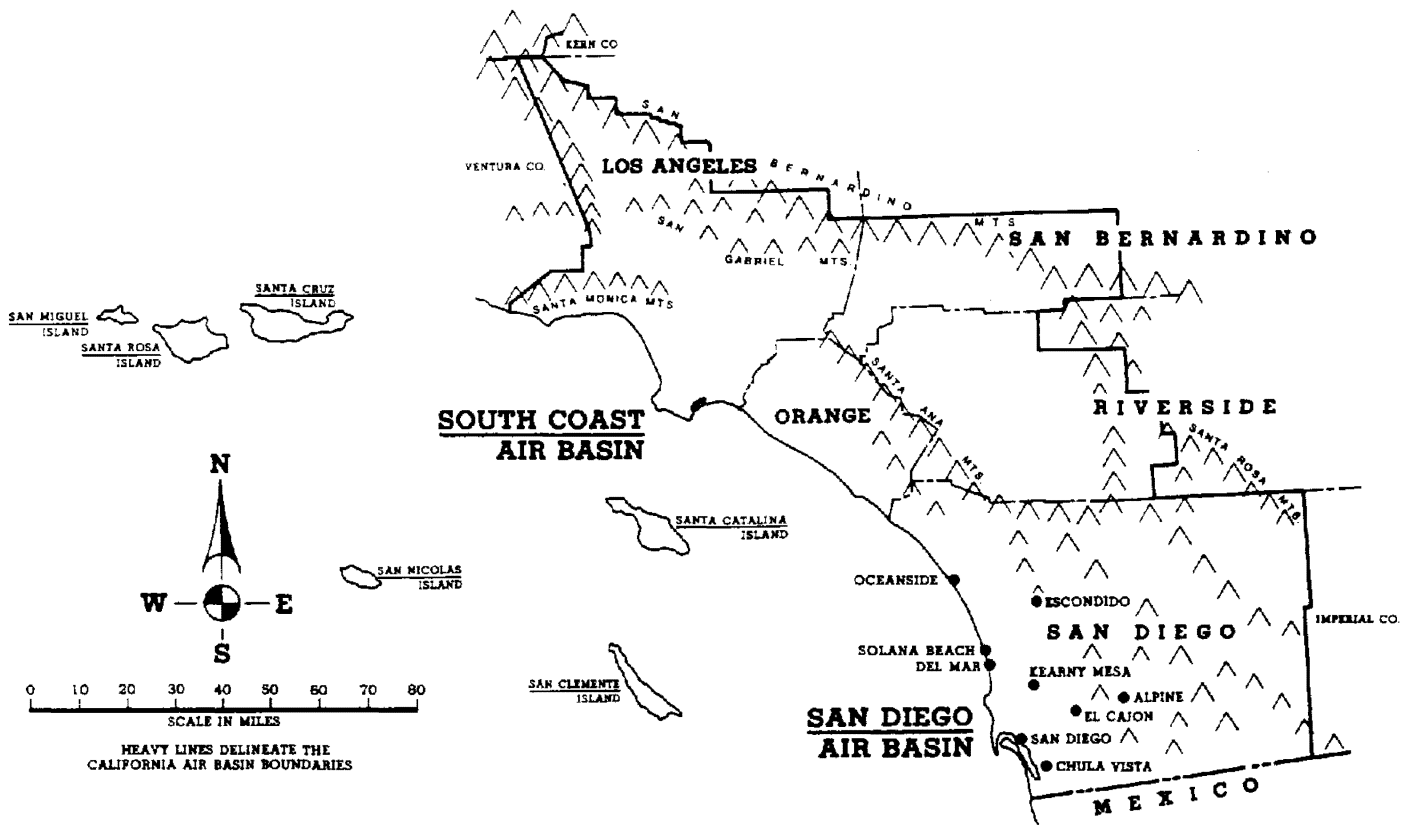 KERN CO
SAN
BERNARDINO
MTS
VENTURA CO.
LOS ANGELES
SAN
GABRIEL MTS.
SAN BERNARDINO
SANTA MONICA MTS
SANTA CRUZ
ISLAND
SAN MIGUEL
ISLAND
SANTA ROSA
ISLAND
SOUTH COAST
AIR BASIN
ORANGE
SANTA ANA MTS.
RIVERSIDE
SANTA ROSA MTS.
N
W E
S
SANTA CATALINA
ISLAND
SAN NICOLAS
ISLAND
OCEANSIDE
ESCONDIDO
SAN DIEGO
IMPERIAL CO.
SOLANA BEACH
DEL MAR
KEARNY MESA
ALPINE
EL CAJON
SAN CLEMENTE
ISLAND
SAN DIEGO
AIR BASIN
SAN DIEGO
CHULA VISTA
MEXICO
0 10 20 30 40 50 60 70 80
SCALE IN MILES
HEAVY LINES DELINEATE THE
CALIFORNIA AIR BASIN BOUNDARIES